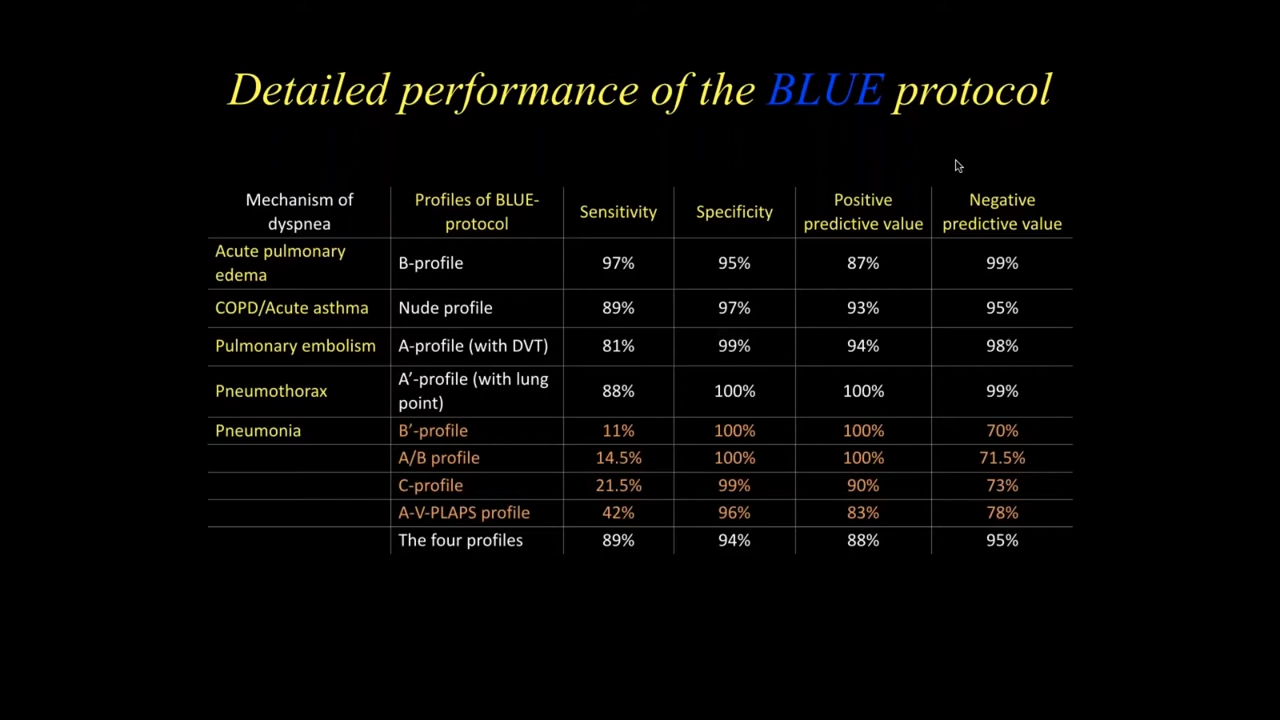 Detailed performance of the BLUE protocol
Mechanism of dyspnea Profiles of BLUE-protocol Sensitivity Specificity Positive predictive value Negative predictive value
Acute pulmonary edema B-profile 97% 95% 87% 99%
COPD/Acute asthma Nude profile 89% 97% 93% 95%
Pulmonary embolism A-profile (with DVT) 81% 99% 94% 98%
Pneumothorax A’-profile (with lung point) 88% 100% 100% 99%
Pneumonia B’-profile 11% 100% 100% 70%
A/B profile 14.5% 100% 100% 71.5%
C-profile 21.5% 99% 90% 73%
A-V-PLAPS profile 42% 96% 83% 78%
The four profiles 89% 94% 88% 95%